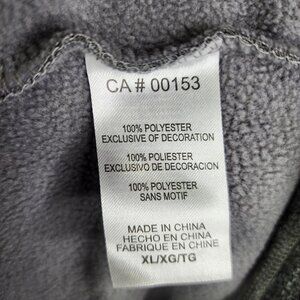 CA # 00153
100% POLYESTER
EXCLUSIVE OF DECORATION
100% POLYESTER
EXCLUSIVO DE DECORACION
100% POLYESTER
SANS MOTIF
MADE IN CHINA
HECHO EN CHINA
FABRIQUE EN CHINE
XL/XG/TG